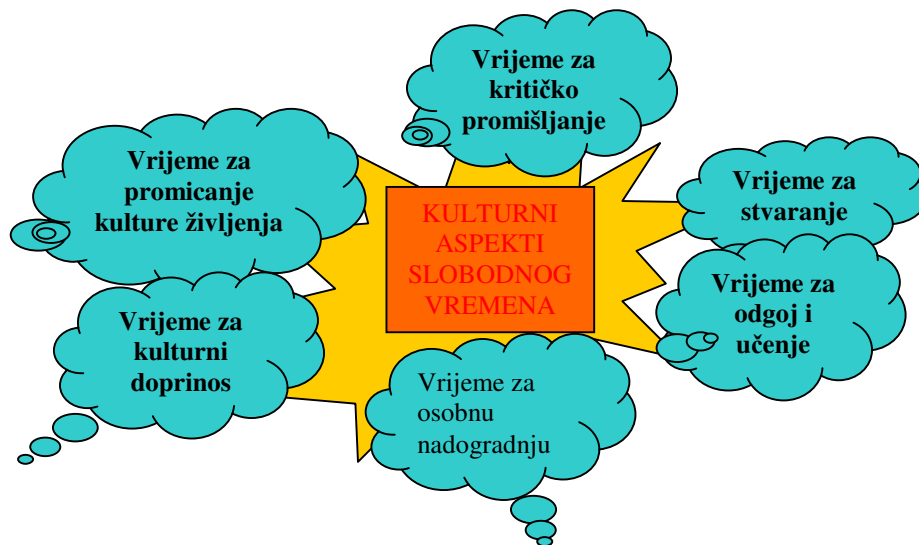 Vrijeme za
kritičko
promišljanje
Vrijeme za
promicanje
kulture življenja
KULTURNI
ASPEKTI
SLOBODNOG
VREMENA
Vrijeme za
stvaranje
Vrijeme za
odgoj i
učenje
Vrijeme za
kulturni
doprinos
Vrijeme za
osobnu
nadogradnju